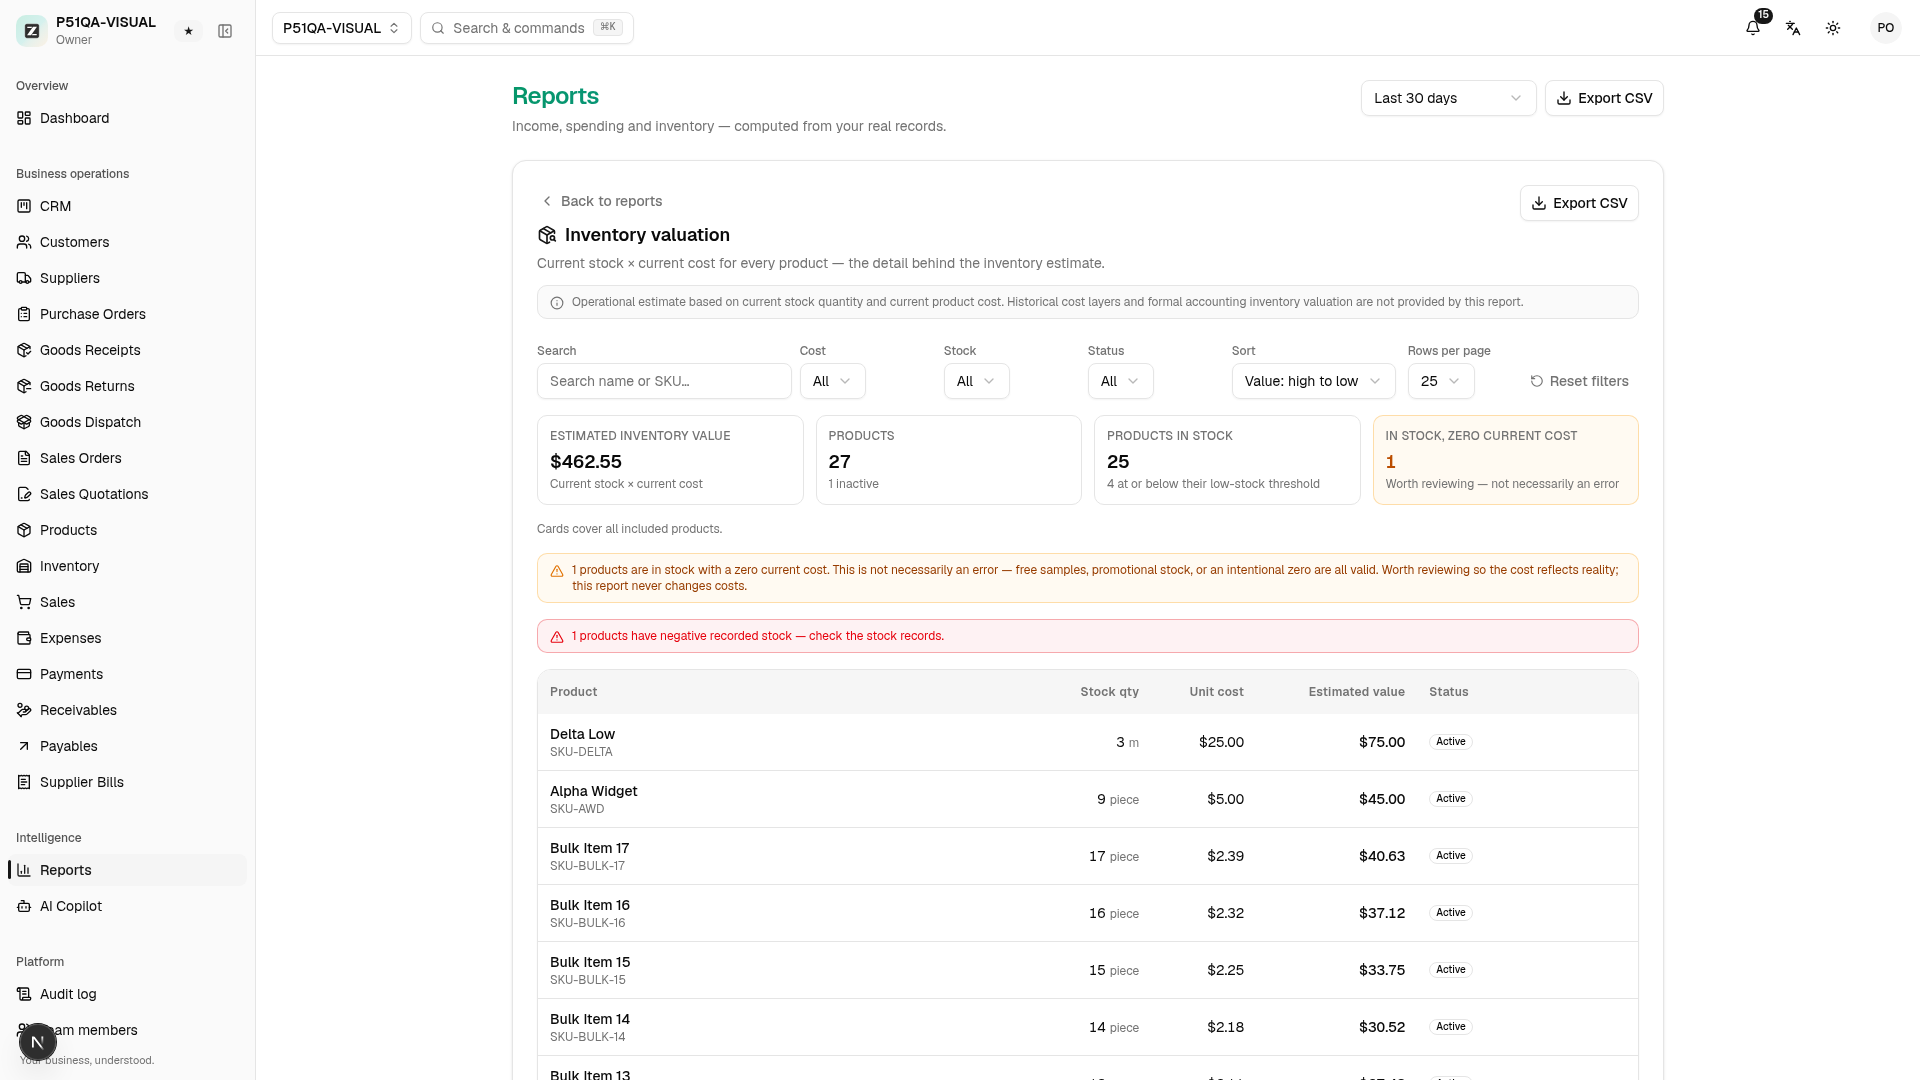 P51QA-VISUAL
Owner
P51QA-VISUAL
Search & commands ⌘K
15
PO
Overview
Dashboard
Business operations
CRM
Customers
Suppliers
Purchase Orders
Goods Receipts
Goods Returns
Goods Dispatch
Sales Orders
Sales Quotations
Products
Inventory
Sales
Expenses
Payments
Receivables
Payables
Supplier Bills
Intelligence
Reports
AI Copilot
Platform
Audit log
am members
Your business, understood.
N
Reports
Income, spending and inventory — computed from your real records.
Last 30 days
Export CSV
Back to reports
Export CSV
Inventory valuation
Current stock × current cost for every product — the detail behind the inventory estimate.
Operational estimate based on current stock quantity and current product cost. Historical cost layers and formal accounting inventory valuation are not provided by this report.
Search Cost Stock Status Sort Rows per page
Search name or SKU... All All All Value: high to low 25 Reset filters
ESTIMATED INVENTORY VALUE
$462.55
Current stock × current cost
PRODUCTS
27
1 inactive
PRODUCTS IN STOCK
25
4 at or below their low-stock threshold
IN STOCK, ZERO CURRENT COST
1
Worth reviewing — not necessarily an error
Cards cover all included products.
1 products are in stock with a zero current cost. This is not necessarily an error — free samples, promotional stock, or an intentional zero are all valid. Worth reviewing so the cost reflects reality;
this report never changes costs.
1 products have negative recorded stock — check the stock records.
Product Stock qty Unit cost Estimated value Status
Delta Low
SKU-DELTA
3 m $25.00 $75.00 Active
Alpha Widget
SKU-AWD
9 piece $5.00 $45.00 Active
Bulk Item 17
SKU-BULK-17
17 piece $2.39 $40.63 Active
Bulk Item 16
SKU-BULK-16
16 piece $2.32 $37.12 Active
Bulk Item 15
SKU-BULK-15
15 piece $2.25 $33.75 Active
Bulk Item 14
SKU-BULK-14
14 piece $2.18 $30.52 Active
Bulk Item 13